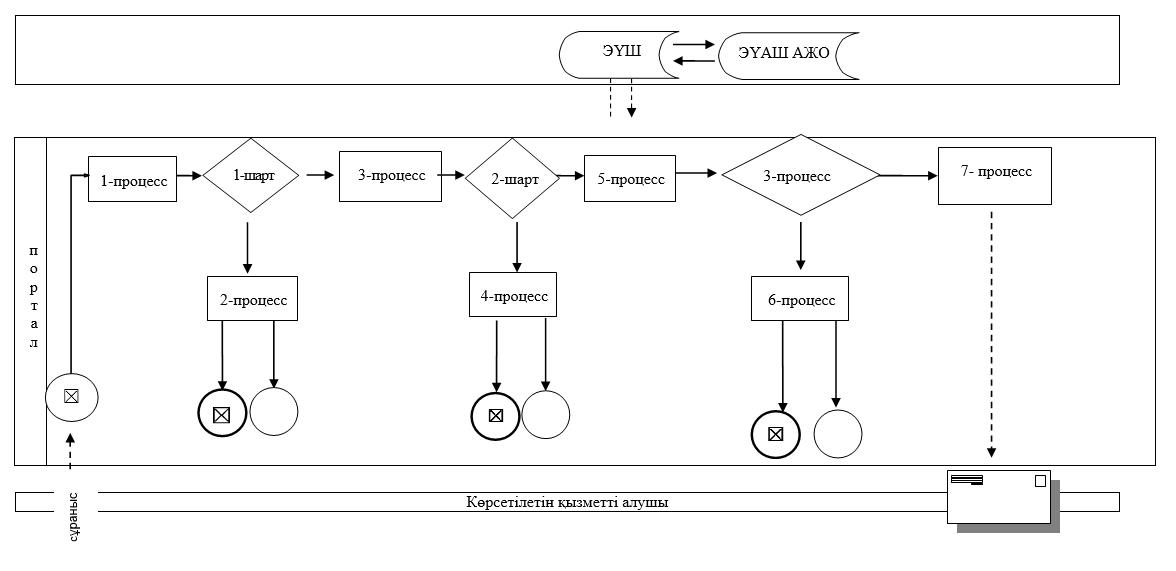 ЭҮШ
ЭҮАШ АЖО
1-процесс
1-шарт
3-процесс
2-шарт
5-процесс
3-процесс
7- процесс
портал
2-процесс
4-процесс
6-процесс
Көрсетілетін қызметті алушы
сұраныс